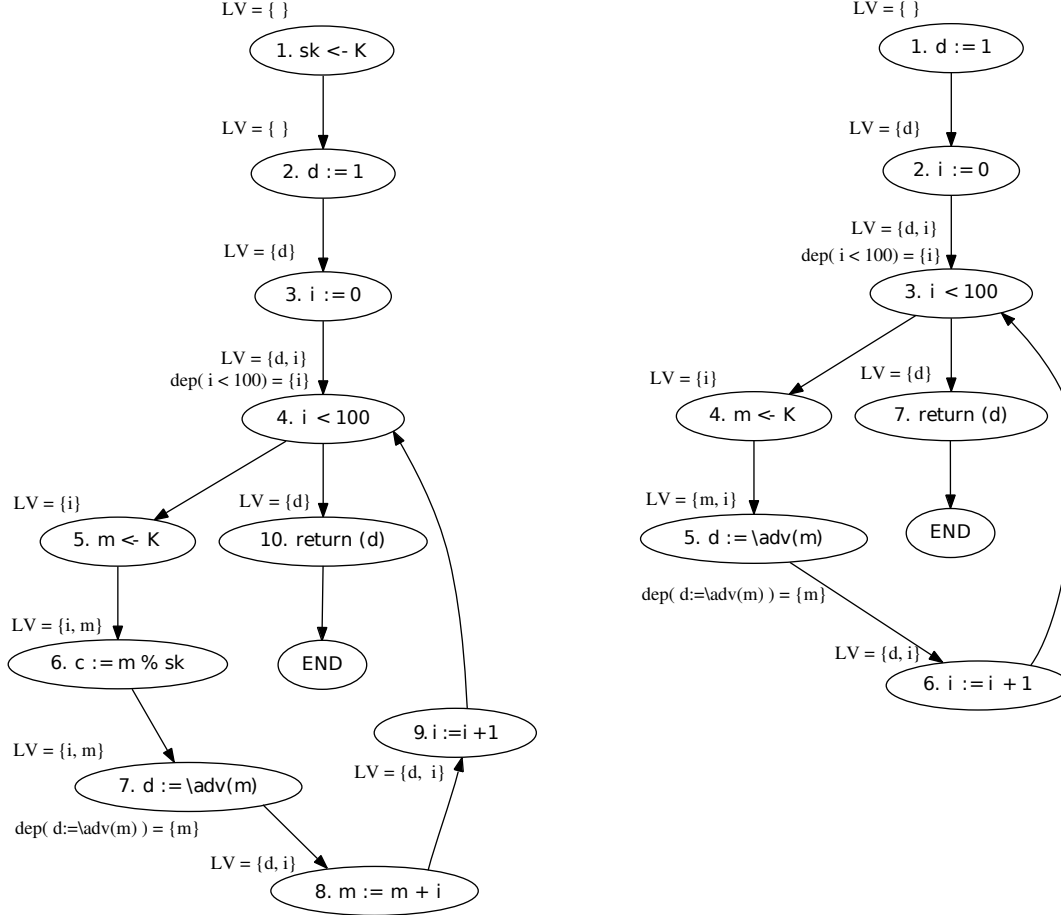 LV = { }
1. sk <- K
LV = { }
2. d := 1
LV = {d}
3. i := 0
LV = {d, i}
dep( i < 100) = {i}
4. i < 100
LV = {i}
5. m <- K
LV = {d}
10. return (d)
LV = {i, m}
6. c := m % sk
END
LV = {i, m}
7. d := \adv(m)
dep( d:=\adv(m) ) = {m}
9. i :=i +1
LV = {d, i}
LV = {d, i}
8. m := m + i
LV = { }
1. d := 1
LV = {d}
2. i := 0
LV = {d, i}
dep( i < 100) = {i}
3. i < 100
LV = {i}
4. m <- K
LV = {d}
7. return (d)
LV = {m, i}
5. d := \adv(m)
END
dep( d:=\adv(m) ) = {m}
LV = {d, i}
6. i := i + 1